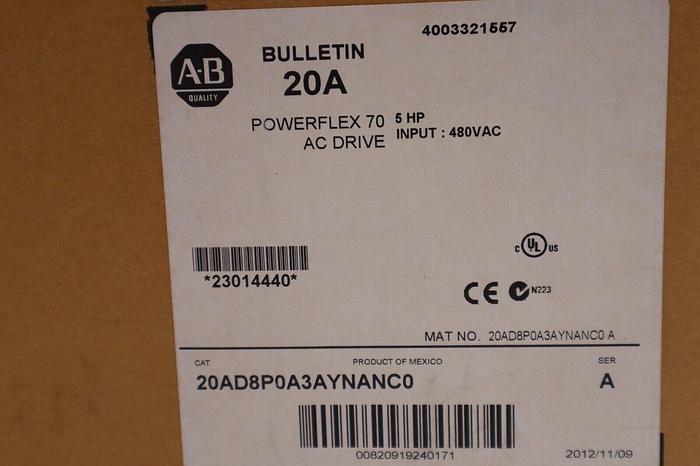 4003321557
A-B
QUALITY
BULLETIN
20A
POWERFLEX 70
AC DRIVE
5 HP
INPUT : 480VAC
*23014440*
C UL US
CE N223
MAT NO. 20AD8P0A3AYNANC0 A
CAT PRODUCT OF MEXICO SER
20AD8P0A3AYNANC0 A
00820919240171 2012/11/09